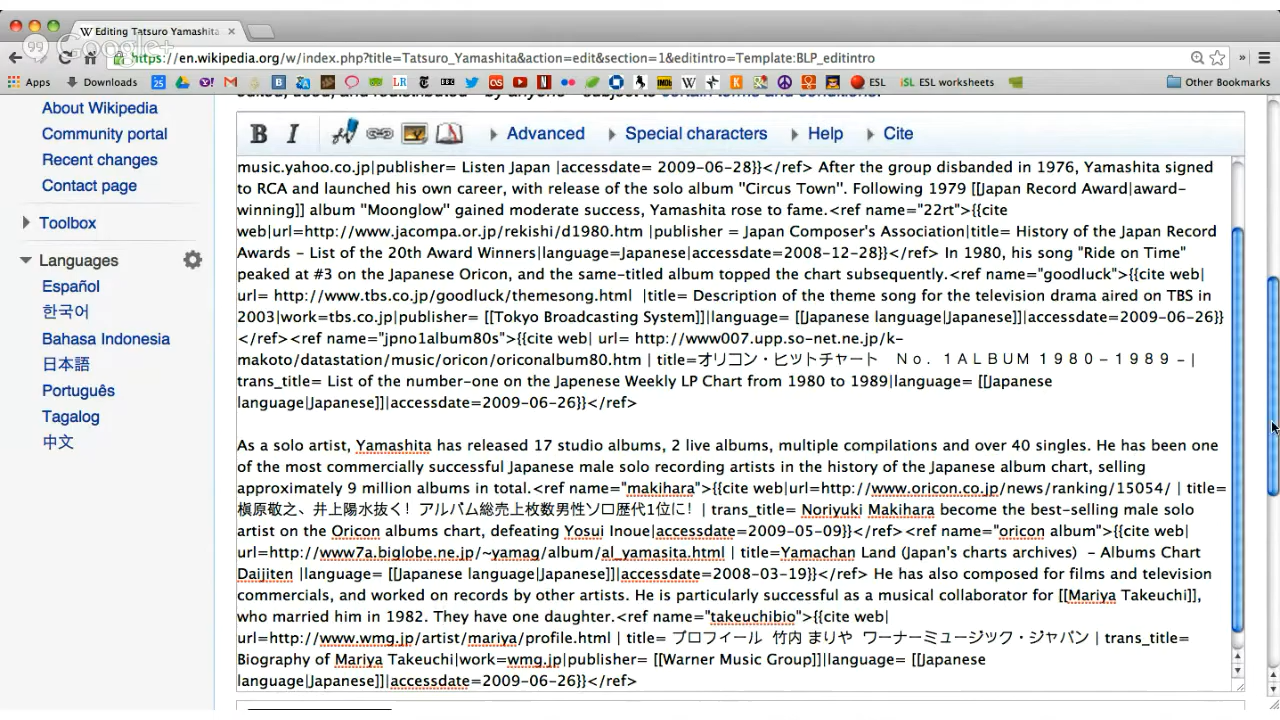 Editing Tatsuro Yamashita
Google+
https://en.wikipedia.org/w/index.php?title=Tatsuro_Yamashita&action=edit&section=1&editintro=Template:BLP_editintro
Apps Downloads ESL iSL ESL worksheets Other Bookmarks
edited, used, and redistributed—by anyone—subject to certain terms and conditions.
About Wikipedia
Community portal
Recent changes
Contact page
Toolbox
Languages
Español
한국어
Bahasa Indonesia
日本語
Português
Tagalog
中文
B I Advanced Special characters Help Cite
music.yahoo.co.jp|publisher= Listen Japan |accessdate= 2009-06-28}}</ref> After the group disbanded in 1976, Yamashita signed
to RCA and launched his own career, with release of the solo album "Circus Town". Following 1979 [[Japan Record Award|award-
winning]] album "Moonglow" gained moderate success, Yamashita rose to fame.<ref name="22rt">{{cite
web|url=http://www.jacompa.or.jp/rekishi/d1980.htm |publisher = Japan Composer's Association|title= History of the Japan Record
Awards – List of the 20th Award Winners|language=Japanese|accessdate=2008-12-28}}</ref> In 1980, his song "Ride on Time"
peaked at #3 on the Japanese Oricon, and the same-titled album topped the chart subsequently.<ref name="goodluck">{{cite web|
url= http://www.tbs.co.jp/goodluck/themesong.html  |title= Description of the theme song for the television drama aired on TBS in
2003|work=tbs.co.jp|publisher= [[Tokyo Broadcasting System]]|language= [[Japanese language|Japanese]]|accessdate=2009-06-26}}
</ref><ref name="jpno1album80s">{{cite web| url= http://www007.upp.so-net.ne.jp/k-
makoto/datastation/music/oricon/oriconalbum80.htm | title=オリコン・ヒットチャート　Ｎｏ．１ＡＬＢＵＭ１９８０－１９８９－|
trans_title= List of the number-one on the Japenese Weekly LP Chart from 1980 to 1989|language= [[Japanese
language|Japanese]]|accessdate=2009-06-26}}</ref>
As a solo artist, Yamashita has released 17 studio albums, 2 live albums, multiple compilations and over 40 singles. He has been one
of the most commercially successful Japanese male solo recording artists in the history of the Japanese album chart, selling
approximately 9 million albums in total.<ref name="makihara">{{cite web|url=http://www.oricon.co.jp/news/ranking/15054/ | title=
槇原敬之、井上陽水抜く！アルバム総売上枚数男性ソロ歴代1位に！| trans_title= Noriyuki Makihara become the best-selling male solo
artist on the Oricon albums chart, defeating Yosui Inoue|accessdate=2009-05-09}}</ref><ref name="oricon album">{{cite web|
url=http://www7a.biglobe.ne.jp/~yamag/album/al_yamasita.html | title=Yamachan Land (Japan's charts archives)  – Albums Chart
Daijiten |language= [[Japanese language|Japanese]]|accessdate=2008-03-19}}</ref> He has also composed for films and television
commercials, and worked on records by other artists. He is particularly successful as a musical collaborator for [[Mariya Takeuchi]],
who married him in 1982. They have one daughter.<ref name="takeuchibio">{{cite web|
url=http://www.wmg.jp/artist/mariya/profile.html | title= プロフィール　竹内 まりや　ワーナーミュージック・ジャパン | trans_title=
Biography of Mariya Takeuchi|work=wmg.jp|publisher= [[Warner Music Group]]|language= [[Japanese
language|Japanese]]|accessdate=2009-06-26}}</ref>